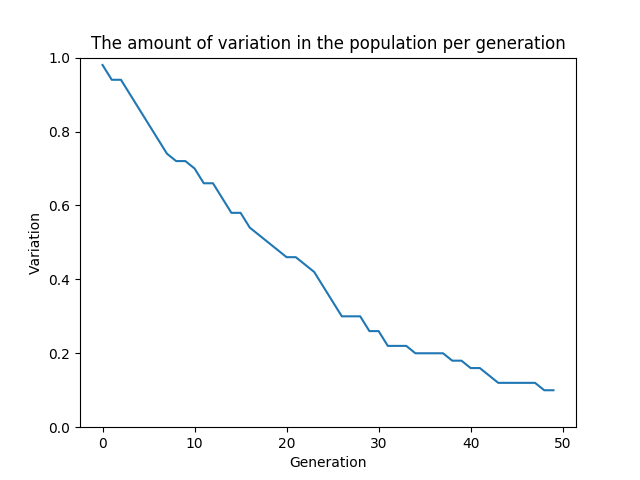 The amount of variation in the population per generation
1.0
0.8
0.6
0.4
0.2
0.0
Variation
0 10 20 30 40 50
Generation